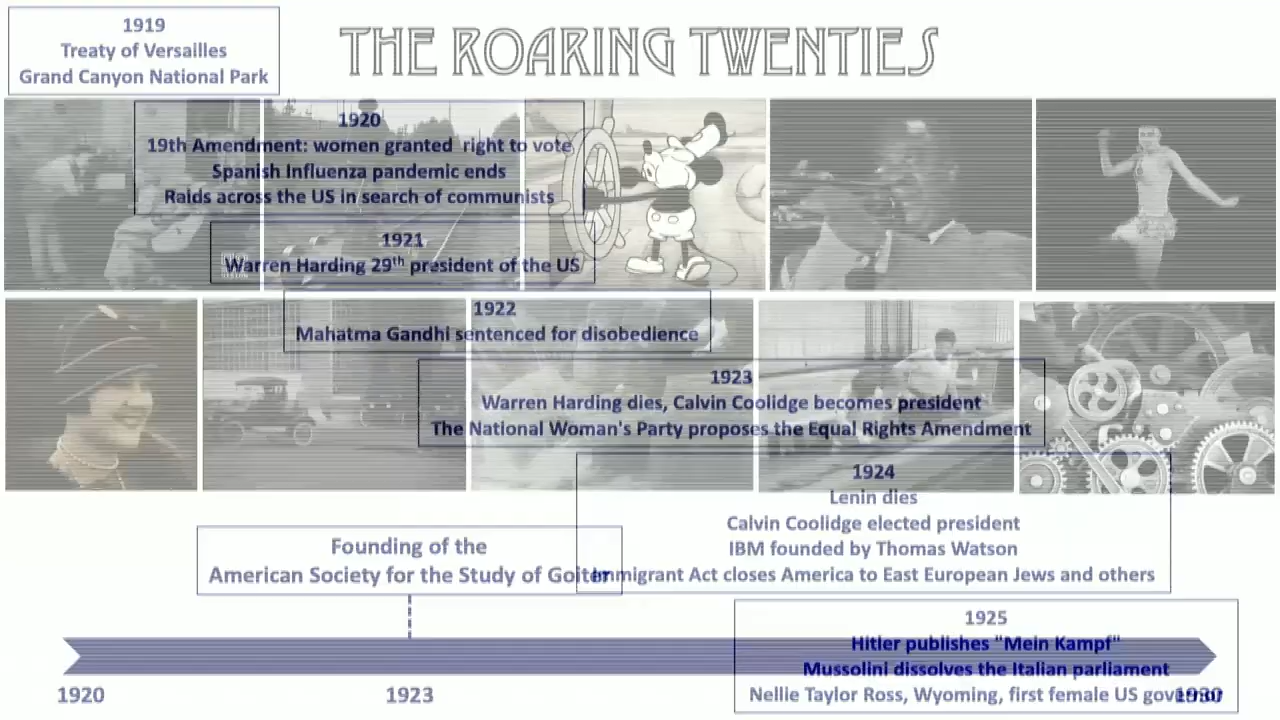 1919
Treaty of Versailles
Grand Canyon National Park
THE ROARING TWENTIES
1920
19th Amendment: women granted right to vote
Spanish Influenza pandemic ends
Raids across the US in search of communists
1921
Warren Harding 29th president of the US
1922
Mahatma Gandhi sentenced for disobedience
1923
Warren Harding dies, Calvin Coolidge becomes president
The National Woman's Party proposes the Equal Rights Amendment
1924
Lenin dies
Calvin Coolidge elected president
IBM founded by Thomas Watson
Immigrant Act closes America to East European Jews and others
Founding of the
American Society for the Study of Goiter
1925
Hitler publishes "Mein Kampf"
Mussolini dissolves the Italian parliament
Nellie Taylor Ross, Wyoming, first female US governor
1920
1923
1930